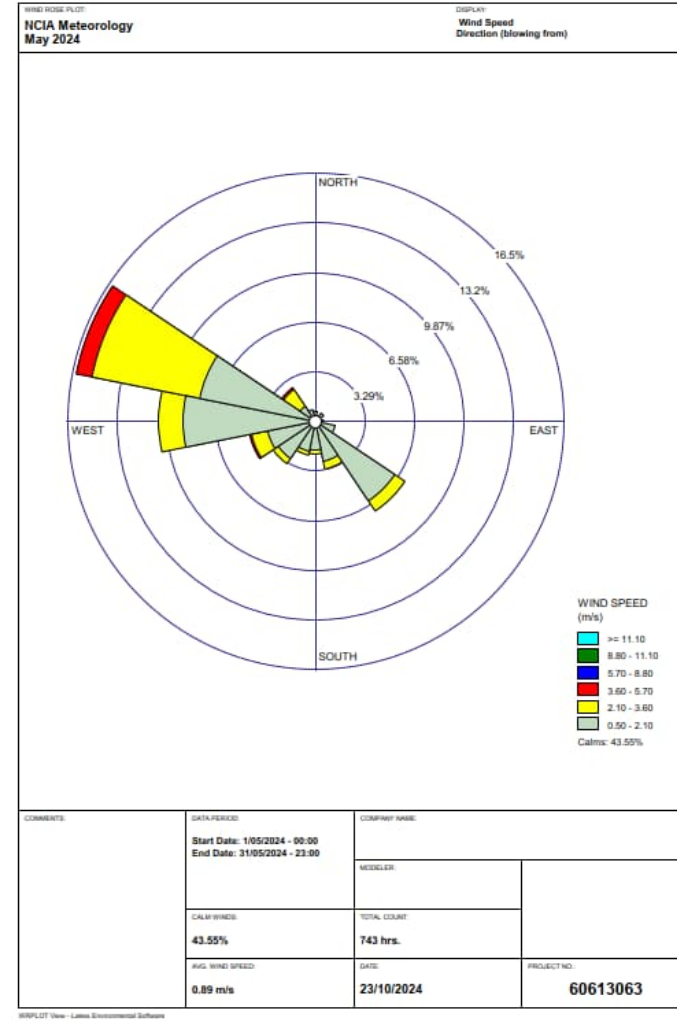 WIND ROSE PLOT:
NCIA Meteorology
May 2024
DISPLAY:
Wind Speed
Direction (blowing from)
NORTH
16.5%
13.2%
9.87%
6.58%
3.29%
WEST
EAST
SOUTH
WIND SPEED
(m/s)
>= 11.10
8.80 - 11.10
5.70 - 8.80
3.60 - 5.70
2.10 - 3.60
0.50 - 2.10
Calms: 43.55%
COMMENTS:
DATA PERIOD:
Start Date: 1/05/2024 - 00:00
End Date: 31/05/2024 - 23:00
COMPANY NAME:
MODELER:
CALM WINDS:
43.55%
TOTAL COUNT:
743 hrs.
AVG. WIND SPEED:
0.89 m/s
DATE:
23/10/2024
PROJECT NO.:
60613063
WRPLOT View - Lakes Environmental Software